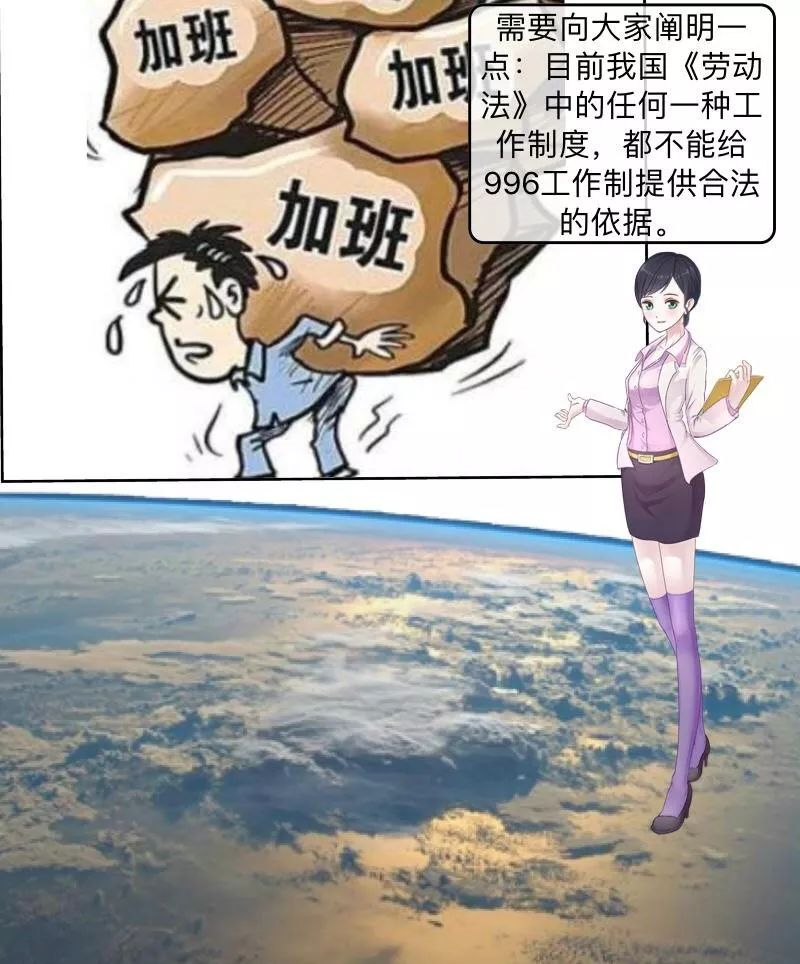 加班
加班
加班
需要向大家阐明一
点：目前我国《劳动
法》中的任何一种工
作制度，都不能给
996工作制提供合法
的依据。